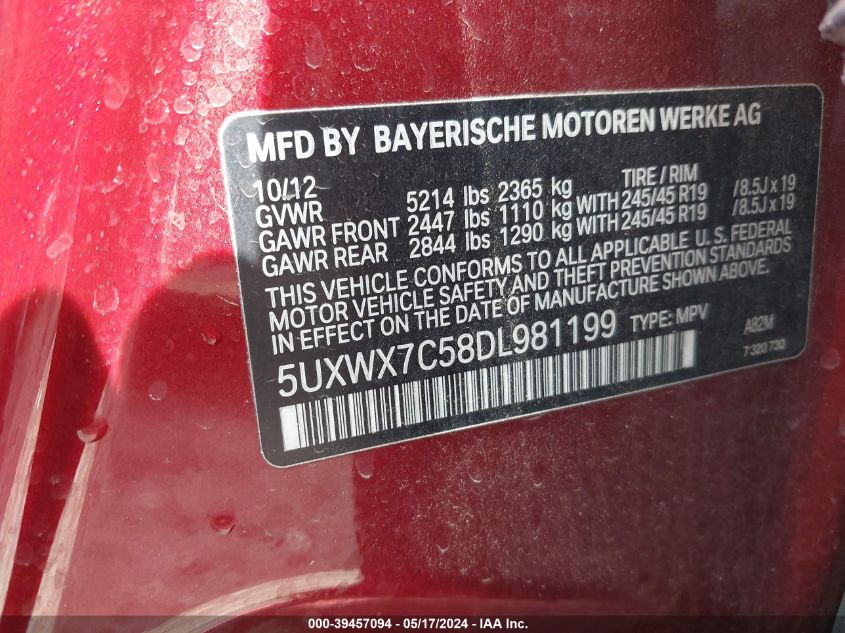 MFD BY BAYERISCHE MOTOREN WERKE AG
10/12 TIRE / RIM
GVWR 5214 lbs 2365 kg
GAWR FRONT 2447 lbs 1110 kg WITH 245/45 R19 / 8.5J x 19
GAWR REAR 2844 lbs 1290 kg WITH 245/45 R19 / 8.5J x 19
THIS VEHICLE CONFORMS TO ALL APPLICABLE U. S. FEDERAL
MOTOR VEHICLE SAFETY AND THEFT PREVENTION STANDARDS
IN EFFECT ON THE DATE OF MANUFACTURE SHOWN ABOVE.
5UXWX7C58DL981199 TYPE: MPV A82M
7 320 730
000-39457094 - 05/17/2024 - IAA Inc.